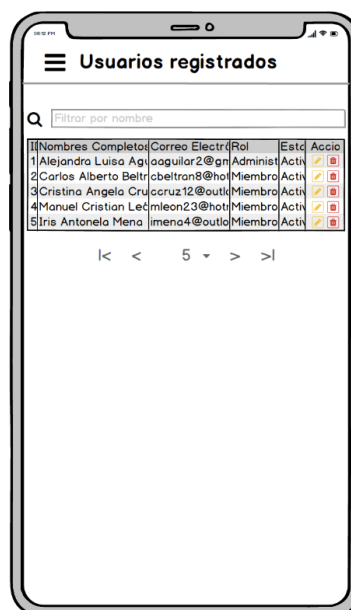 Usuarios registrados
Filtrar por nombre
Nombres Completos Correo Electró Rol Esta Accio
1 Alejandra Luisa Agu aaguilar2@gm Administ Activ
2 Carlos Alberto Beltr cbeltran8@hot Miembro Activ
3 Cristina Angela Cru ccruz12@outlo Miembro Activ
4 Manuel Cristian Leó mleon23@hotr Miembro Activ
5 Iris Antonela Mena imena4@outlo Miembro Activ
|< < 5 > >|